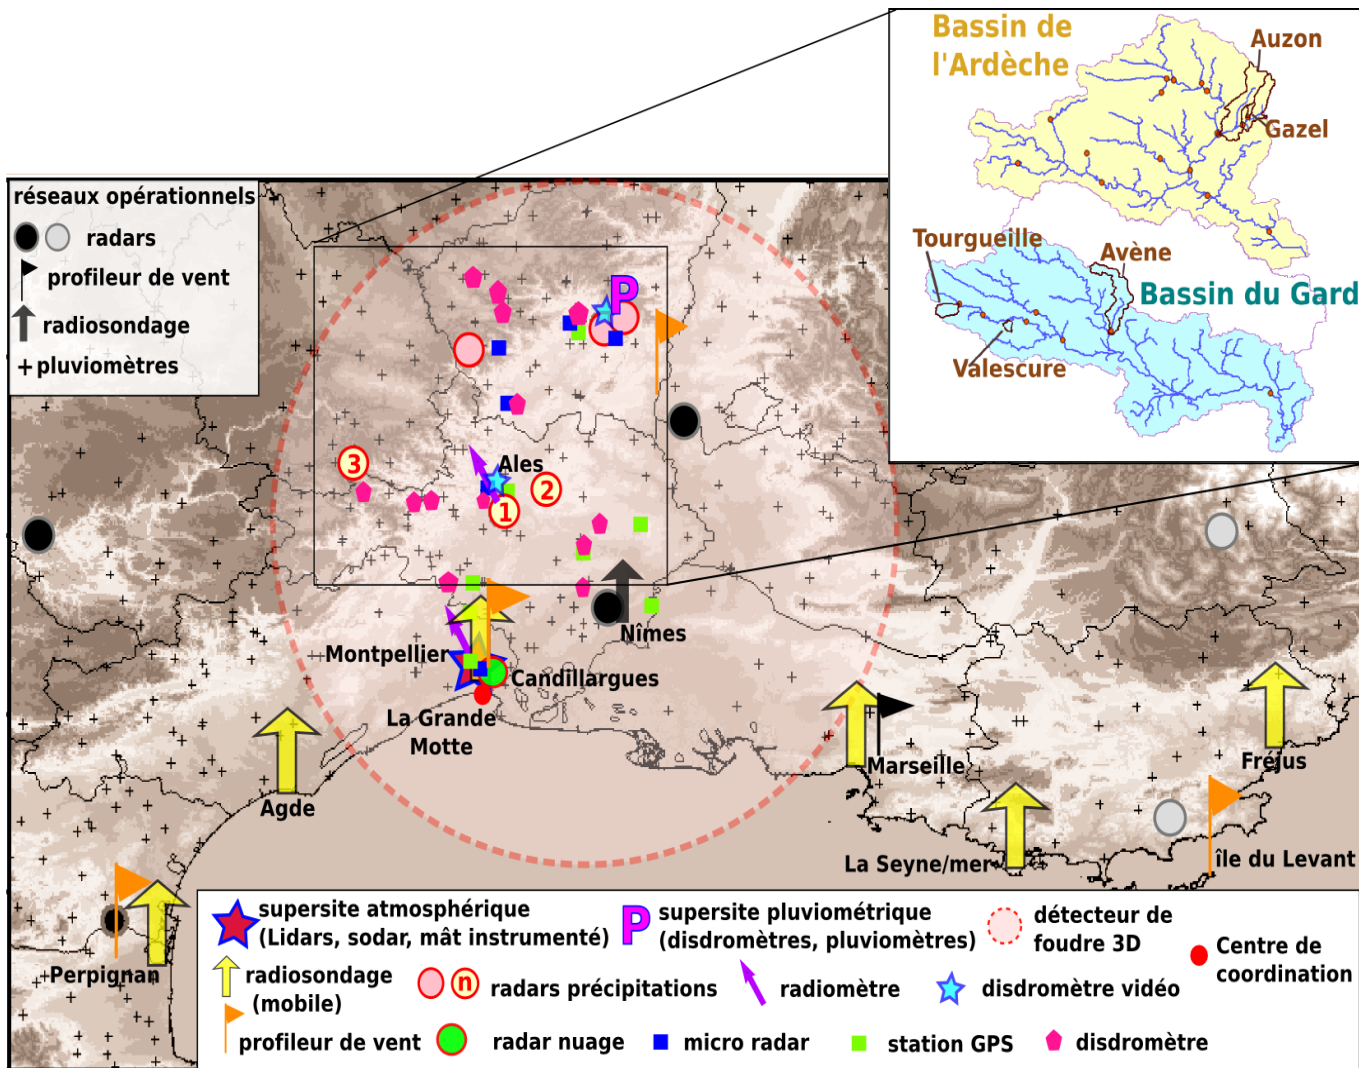 Bassin de
l'Ardèche
Auzon
Gazel
Tourgueille
Avène
Bassin du Gard
Valescure
réseaux opérationnels
radars
profileur de vent
radiosondage
+ pluviomètres
P
3
Ales
2
1
Nîmes
Montpellier
Candillargues
La Grande
Motte
Agde
Marseille
Fréjus
La Seyne/mer
île du Levant
Perpignan
supersite atmosphérique
(Lidars, sodar, mât instrumenté)
P
supersite pluviométrique
(disdromètres, pluviomètres)
détecteur de
foudre 3D
Centre de
coordination
radiosondage
(mobile)
n
radars précipitations
radiomètre
disdromètre vidéo
profileur de vent
radar nuage
micro radar
station GPS
disdromètre